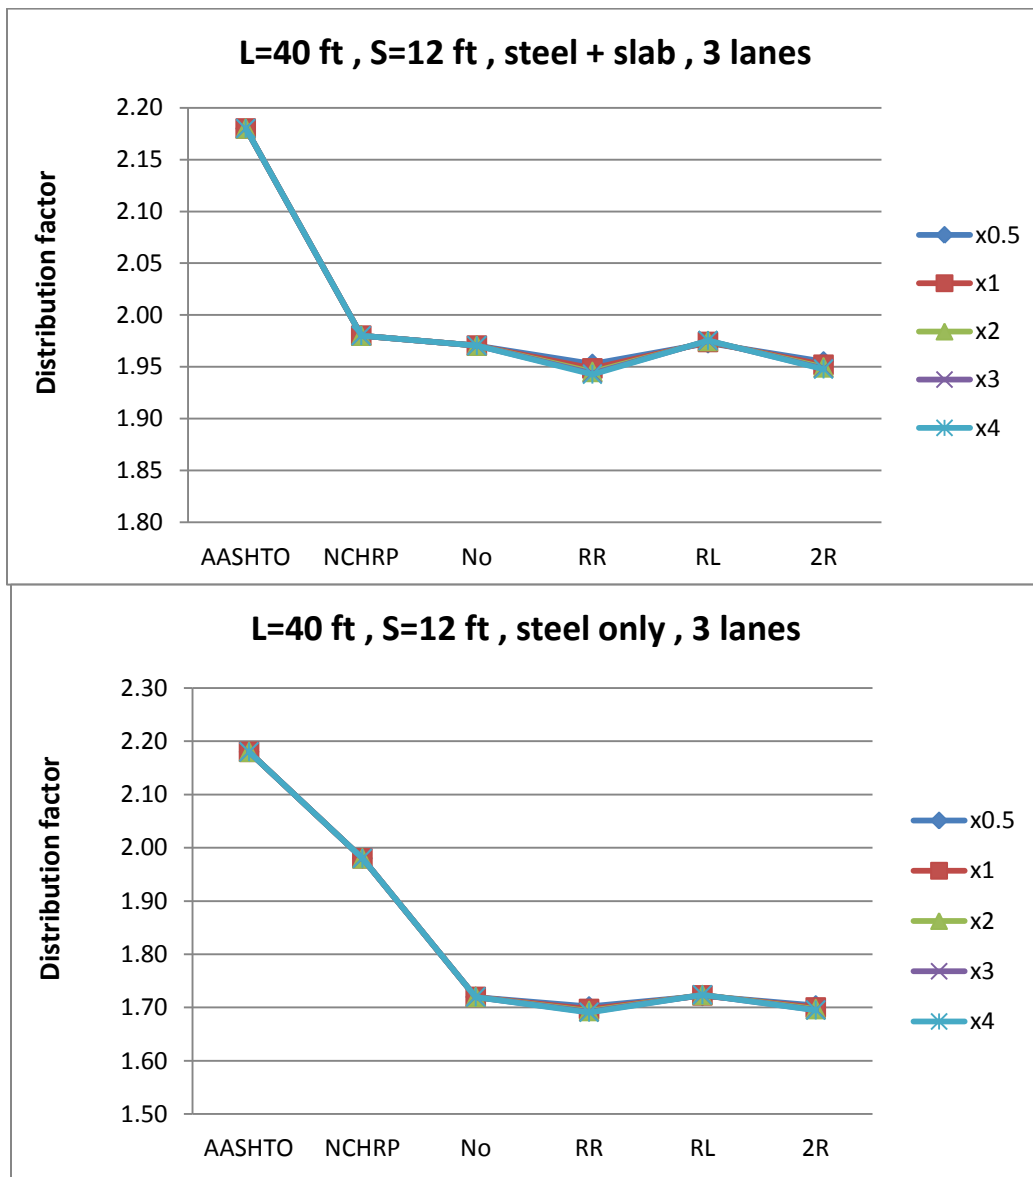 L=40 ft , S=12 ft , steel + slab , 3 lanes
Distribution factor
2.20
2.15
2.10
2.05
2.00
1.95
1.90
1.85
1.80
AASHTO NCHRP No RR RL 2R
x0.5
x1
x2
x3
x4
L=40 ft , S=12 ft , steel only , 3 lanes
Distribution factor
2.30
2.20
2.10
2.00
1.90
1.80
1.70
1.60
1.50
AASHTO NCHRP No RR RL 2R
x0.5
x1
x2
x3
x4